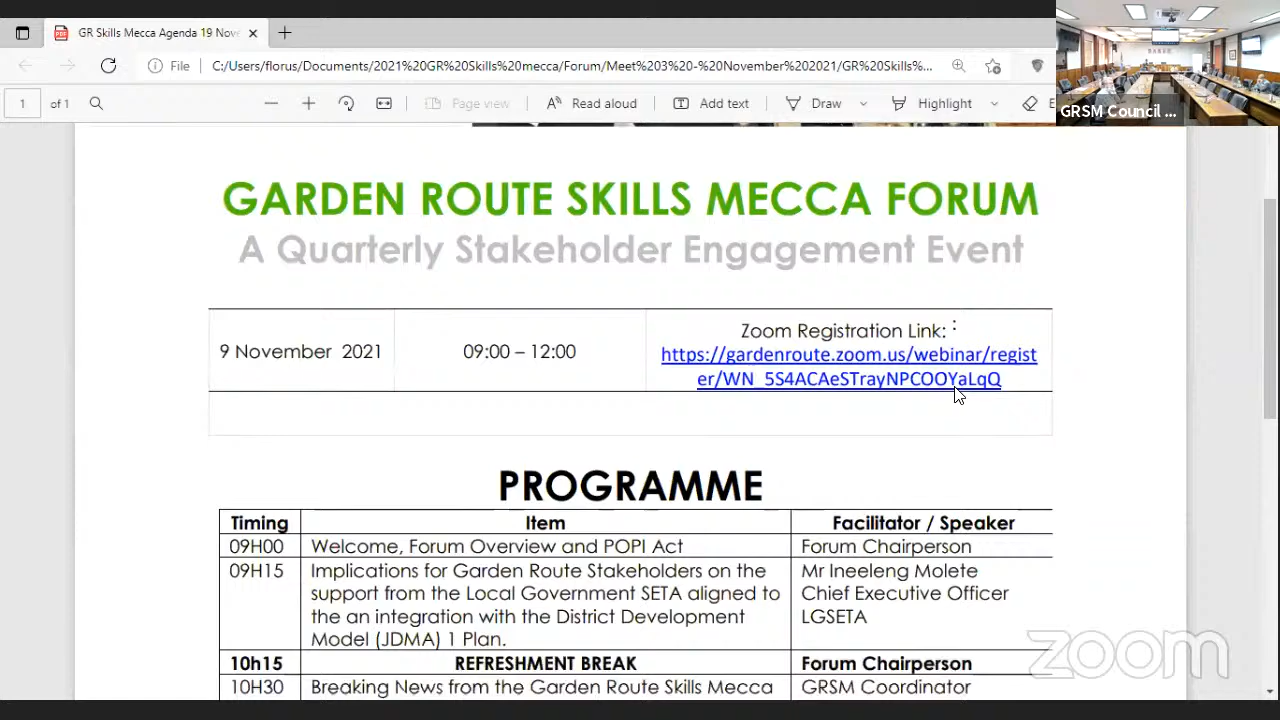 GR Skills Mecca Agenda 19 Nove
File
C:/Users/florus/Documents/2021%20GR%20Skills%20mecca/Forum/Meet%203%20-%20November%202021/GR%20Skills%...
1 of 1
Page view
Read aloud
Add text
Draw
Highlight
E
GRSM Council ...
GARDEN ROUTE SKILLS MECCA FORUM
A Quarterly Stakeholder Engagement Event
9 November 2021
09:00 – 12:00
Zoom Registration Link: :
https://gardenroute.zoom.us/webinar/regist
er/WN_5S4ACAeSTrayNPCOOYaLqQ
PROGRAMME
Timing Item Facilitator / Speaker
09H00 Welcome, Forum Overview and POPI Act Forum Chairperson
09H15 Implications for Garden Route Stakeholders on the Mr Ineeleng Molete
support from the Local Government SETA aligned to Chief Executive Officer
the an integration with the District Development LGSETA
Model (JDMA) 1 Plan.
10h15 REFRESHMENT BREAK Forum Chairperson
10H30 Breaking News from the Garden Route Skills Mecca GRSM Coordinator
zoom